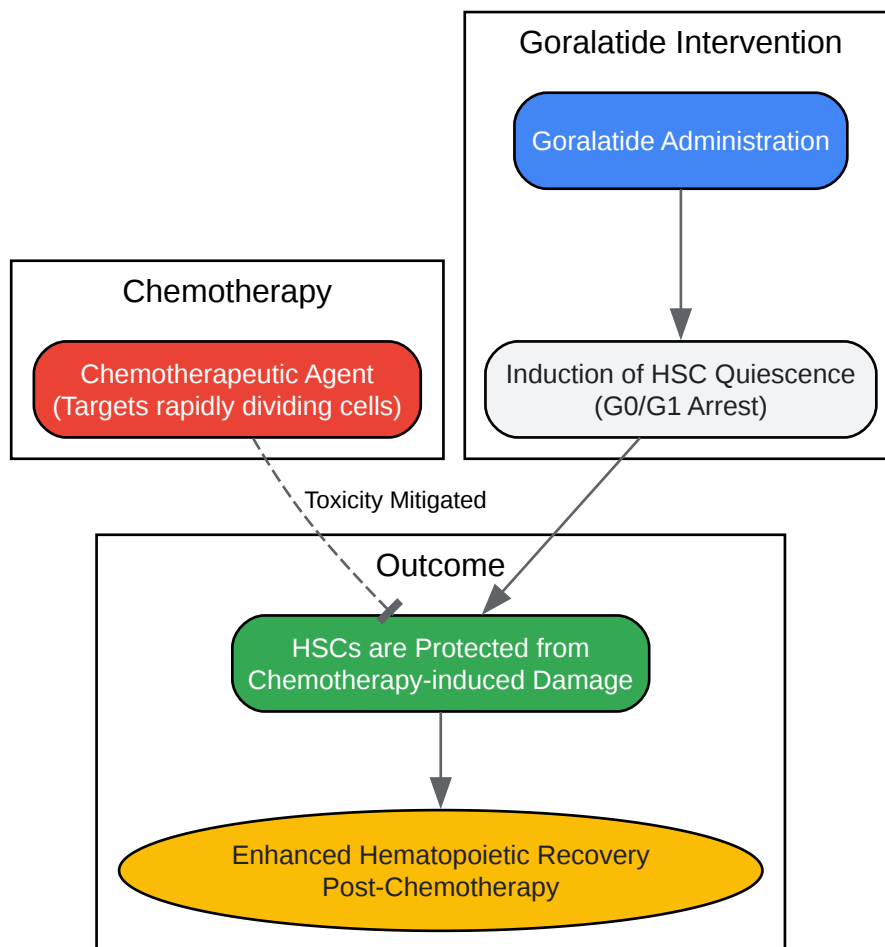 Goralatide Intervention
Goralatide Administration
Chemotherapy
Chemotherapeutic Agent
(Targets rapidly dividing cells)
Induction of HSC Quiescence
(G0/G1 Arrest)
Toxicity Mitigated
Outcome
HSCs are Protected from
Chemotherapy-induced Damage
Enhanced Hematopoietic Recovery
Post-Chemotherapy